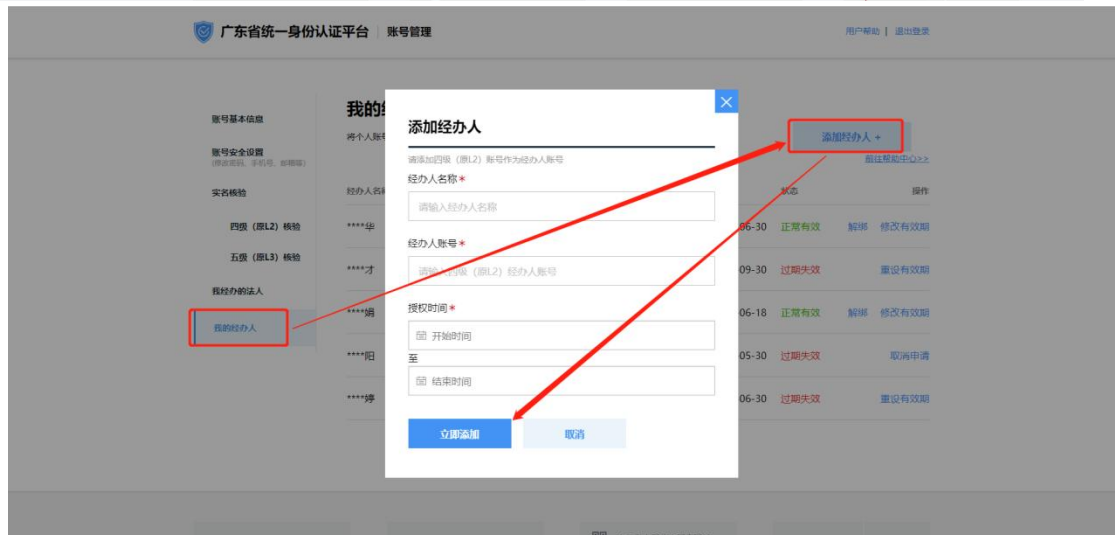 广东省统一身份认证平台 | 账号管理
用户帮助 | 退出登录
账号基本信息
账号安全设置
(修改密码、手机号、邮箱等)
实名核验
四级（原L2）核验
五级（原L3）核验
我经办的法人
我的经办人
我的
将个人账号
添加经办人 +
前往帮助中心>>
经办人名称
状态
操作
****华
06-30 正常有效 解绑 修改有效期
****才
09-30 过期失效 重设有效期
****娟
06-18 正常有效 解绑 修改有效期
****阳
05-30 过期失效 取消申请
****婷
06-30 过期失效 重设有效期
添加经办人
请添加四级（原L2）账号作为经办人账号
经办人名称*
请输入经办人名称
经办人账号*
请输入四级（原L2）经办人账号
授权时间*
开始时间
至
结束时间
立即添加
取消